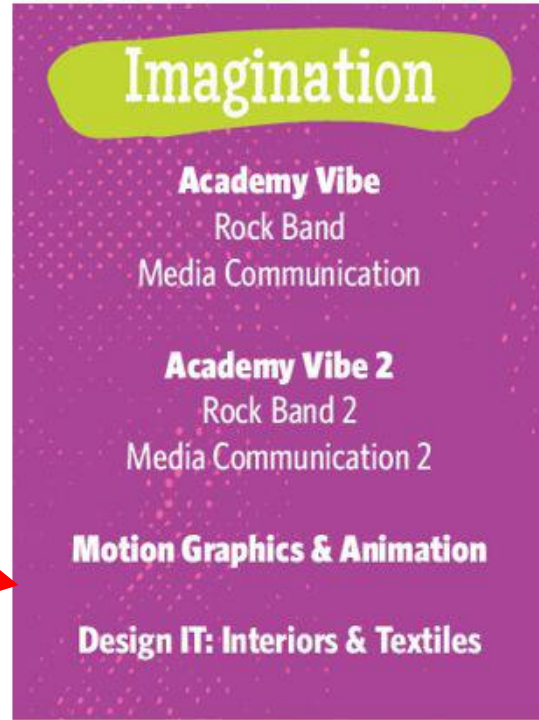 Imagination
Academy Vibe
Rock Band
Media Communication
Academy Vibe 2
Rock Band 2
Media Communication 2
Motion Graphics & Animation
Design IT: Interiors & Textiles